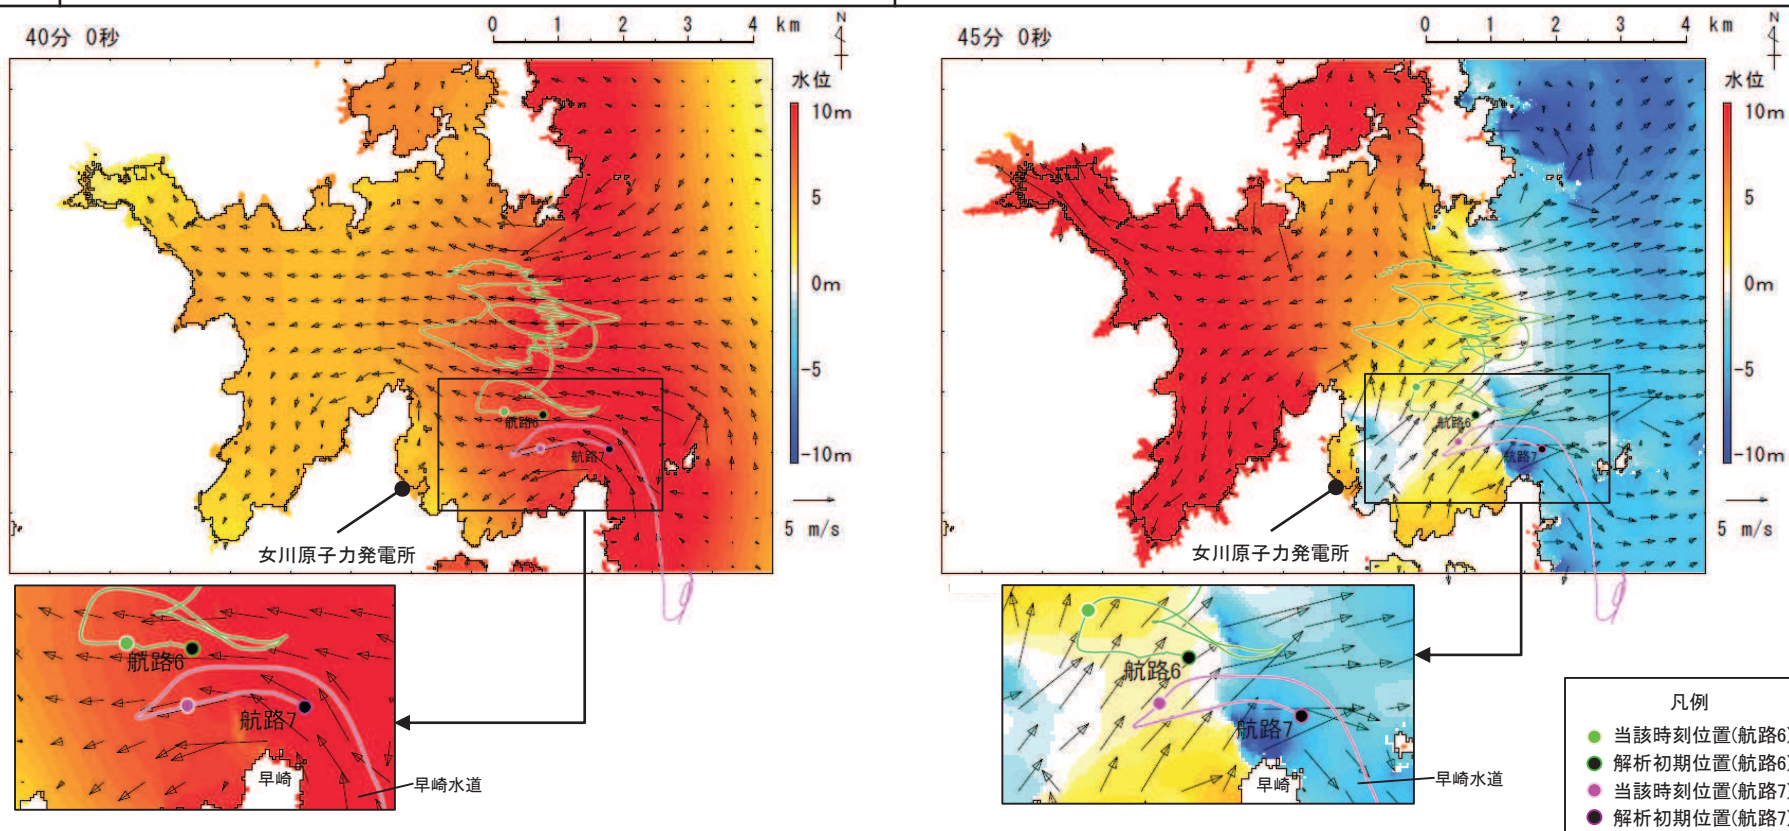 40分 0秒
0 1 2 3 4 km
N
水位
10m
5
0m
-5
-10m
5 m/s
航路6
航路7
女川原子力発電所
航路6
航路7
早崎
早崎水道
45分 0秒
0 1 2 3 4 km
N
水位
10m
5
0m
-5
-10m
5 m/s
航路6
航路7
女川原子力発電所
航路6
航路7
早崎
早崎水道
凡例
当該時刻位置(航路6)
解析初期位置(航路6)
当該時刻位置(航路7)
解析初期位置(航路7)